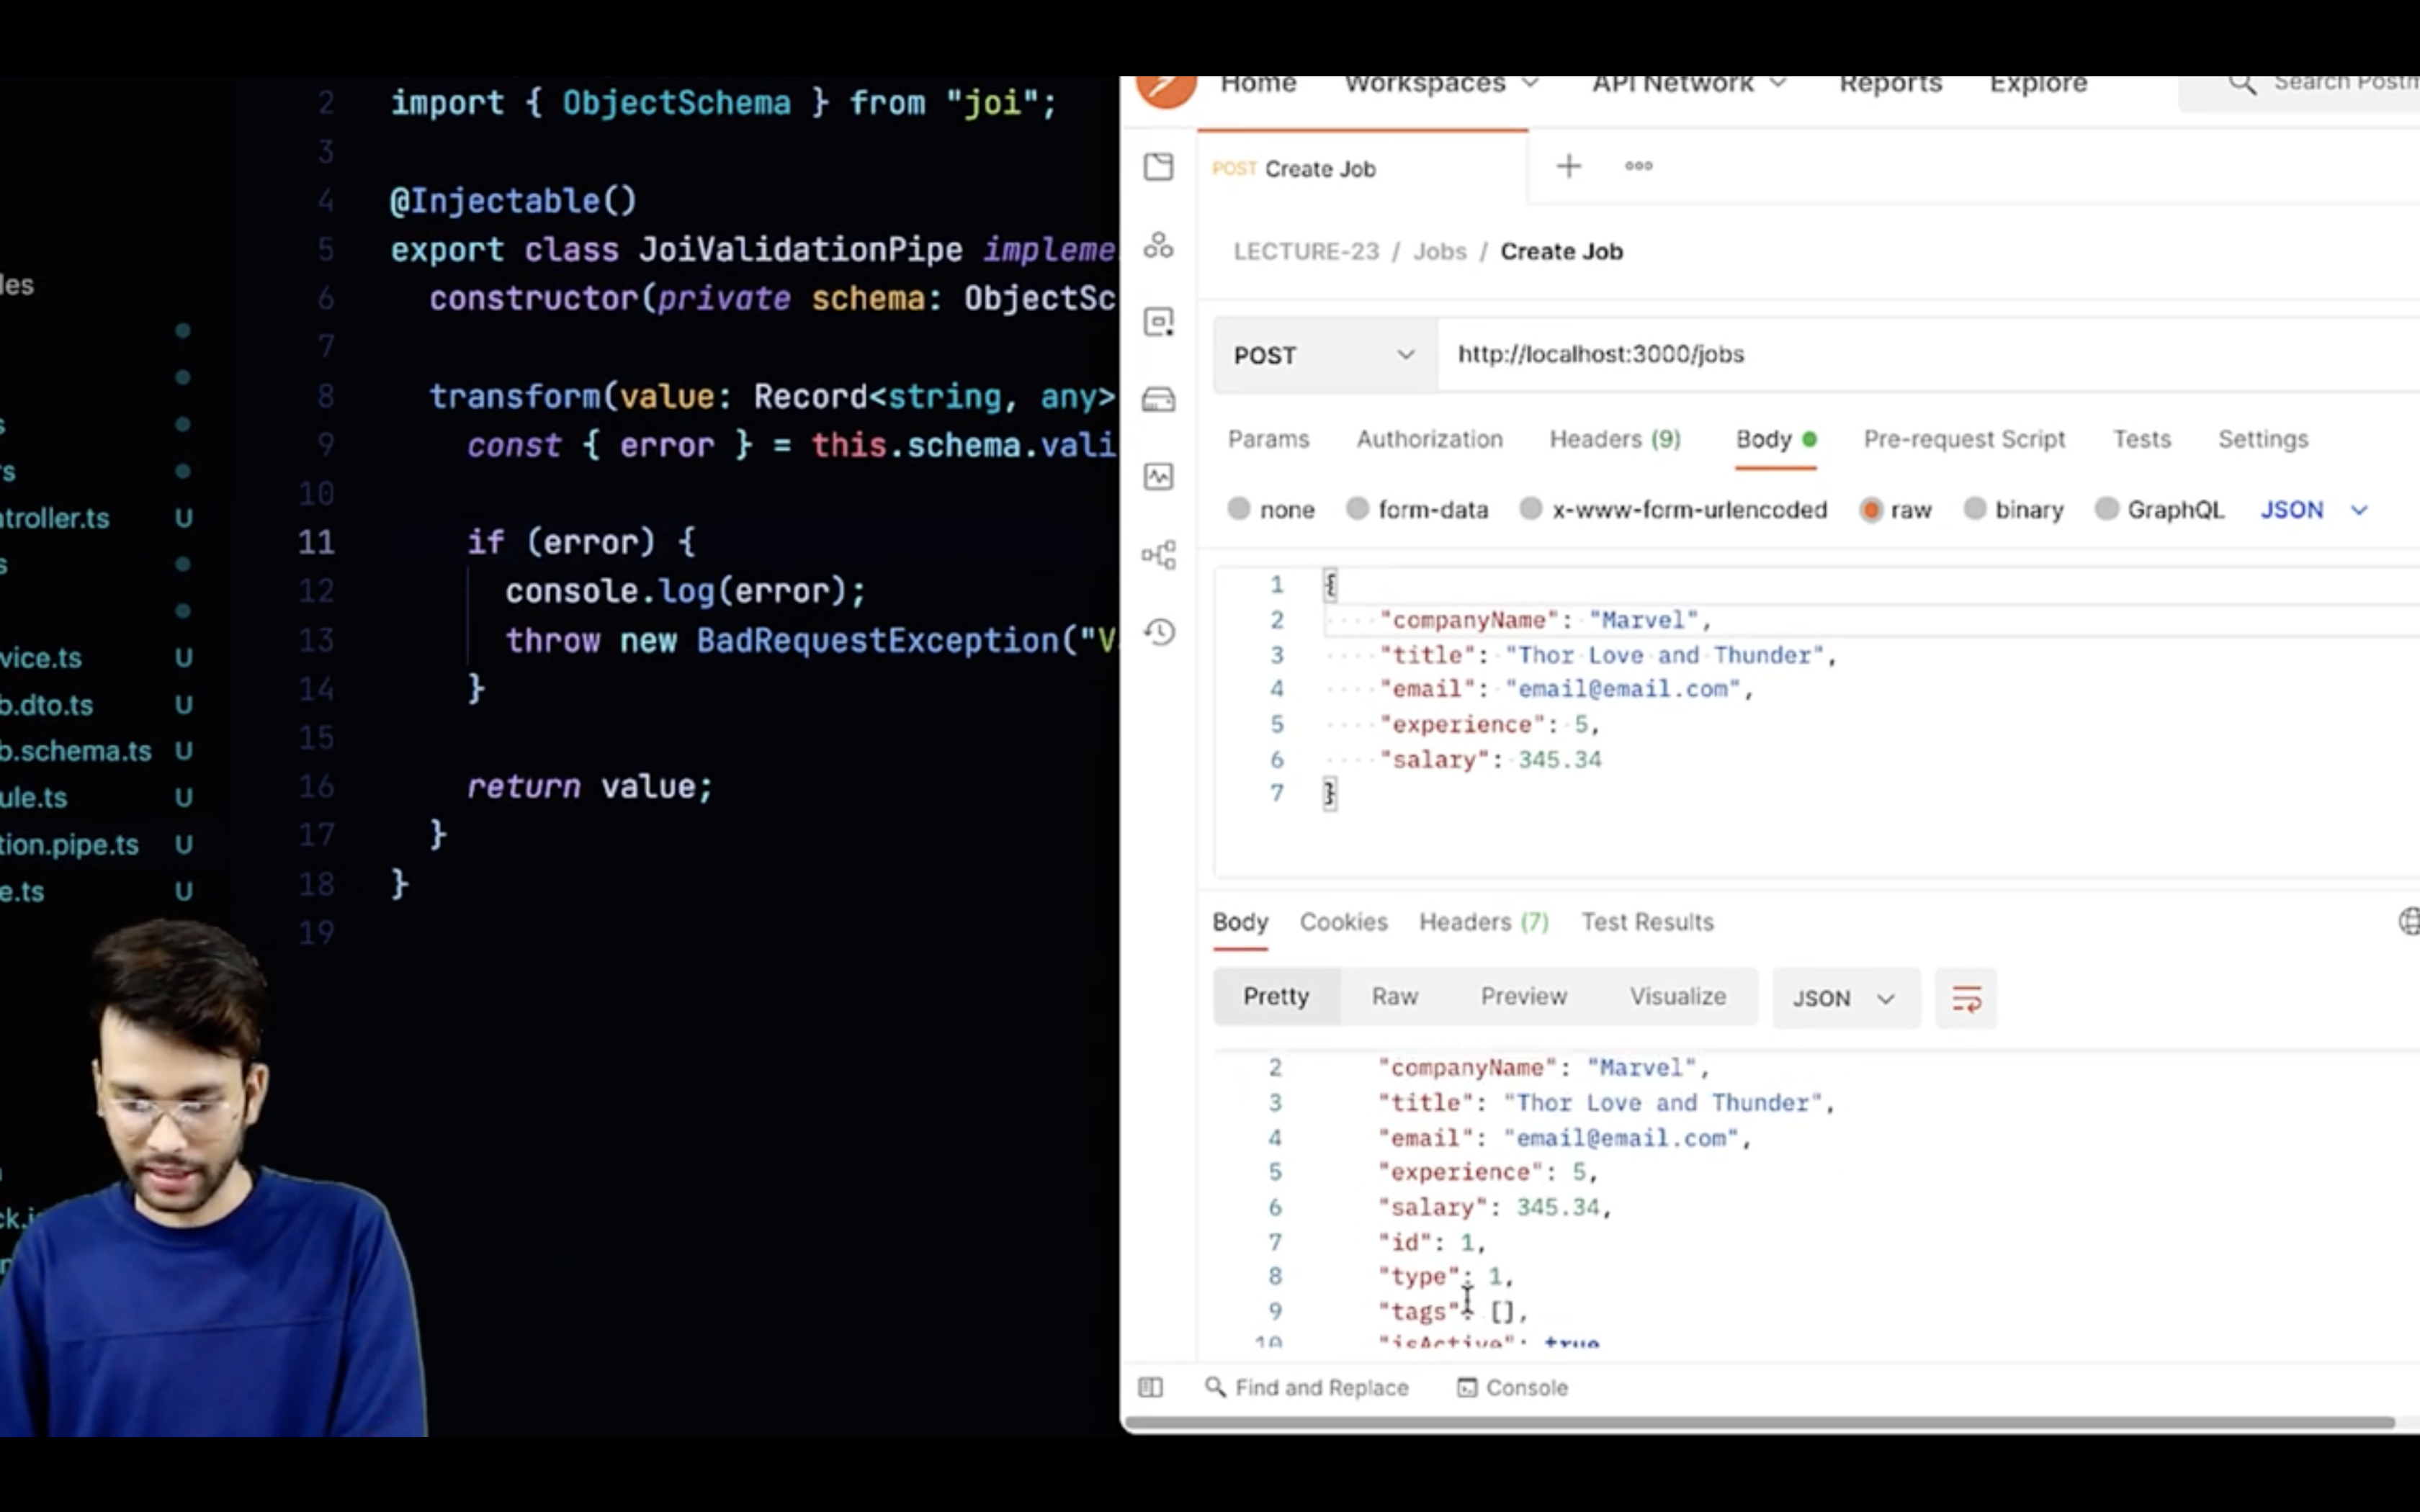 les
s
rs
troller.ts U
s
vice.ts U
b.dto.ts U
b.schema.ts U
ule.ts U
tion.pipe.ts U
e.ts U
2 import { ObjectSchema } from "joi";
3
4 @Injectable()
5 export class JoiValidationPipe impleme
6 constructor(private schema: ObjectSc
7
8 transform(value: Record<string, any>
9 const { error } = this.schema.vali
10
11 if (error) {
12 console.log(error);
13 throw new BadRequestException("V
14 }
15
16 return value;
17 }
18 }
19
Home Workspaces API Network Reports Explore Search Postm
POST Create Job
LECTURE-23 / Jobs / Create Job
POST http://localhost:3000/jobs
Params Authorization Headers (9) Body Pre-request Script Tests Settings
none form-data x-www-form-urlencoded raw binary GraphQL JSON
1 {
2 "companyName": "Marvel",
3 "title": "Thor Love and Thunder",
4 "email": "email@email.com",
5 "experience": 5,
6 "salary": 345.34
7 }
Body Cookies Headers (7) Test Results
Pretty Raw Preview Visualize JSON
2 "companyName": "Marvel",
3 "title": "Thor Love and Thunder",
4 "email": "email@email.com",
5 "experience": 5,
6 "salary": 345.34,
7 "id": 1,
8 "type": 1,
9 "tags": [],
10 "isActive": true
Find and Replace Console